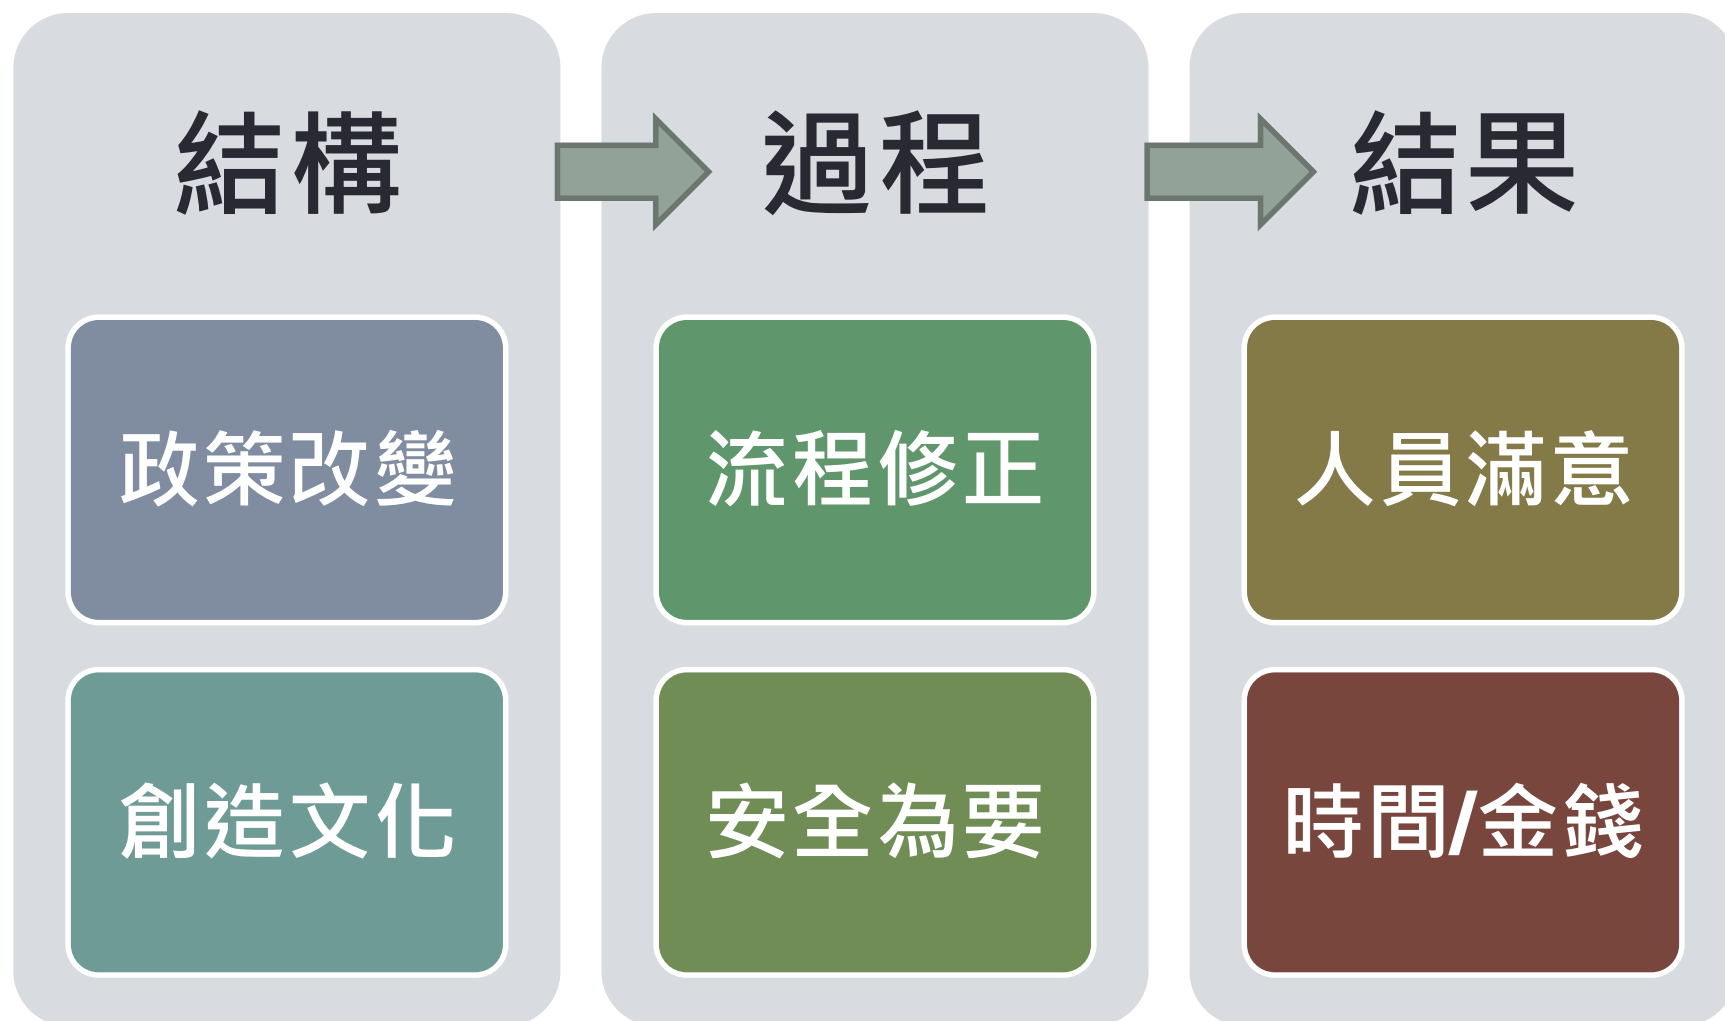 結構
政策改變
創造文化
過程
流程修正
安全為要
結果
人員滿意
時間/金錢